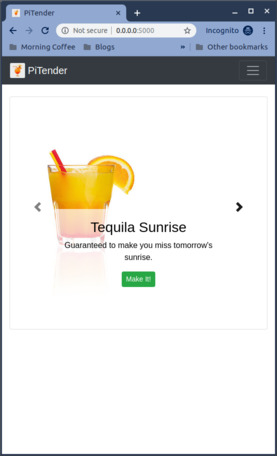 PiTender
Not secure | 0.0.0.0:5000
Incognito
Morning Coffee
Blogs
»
Other bookmarks
PiTender
Tequila Sunrise
Guaranteed to make you miss tomorrow's
sunrise.
Make It!